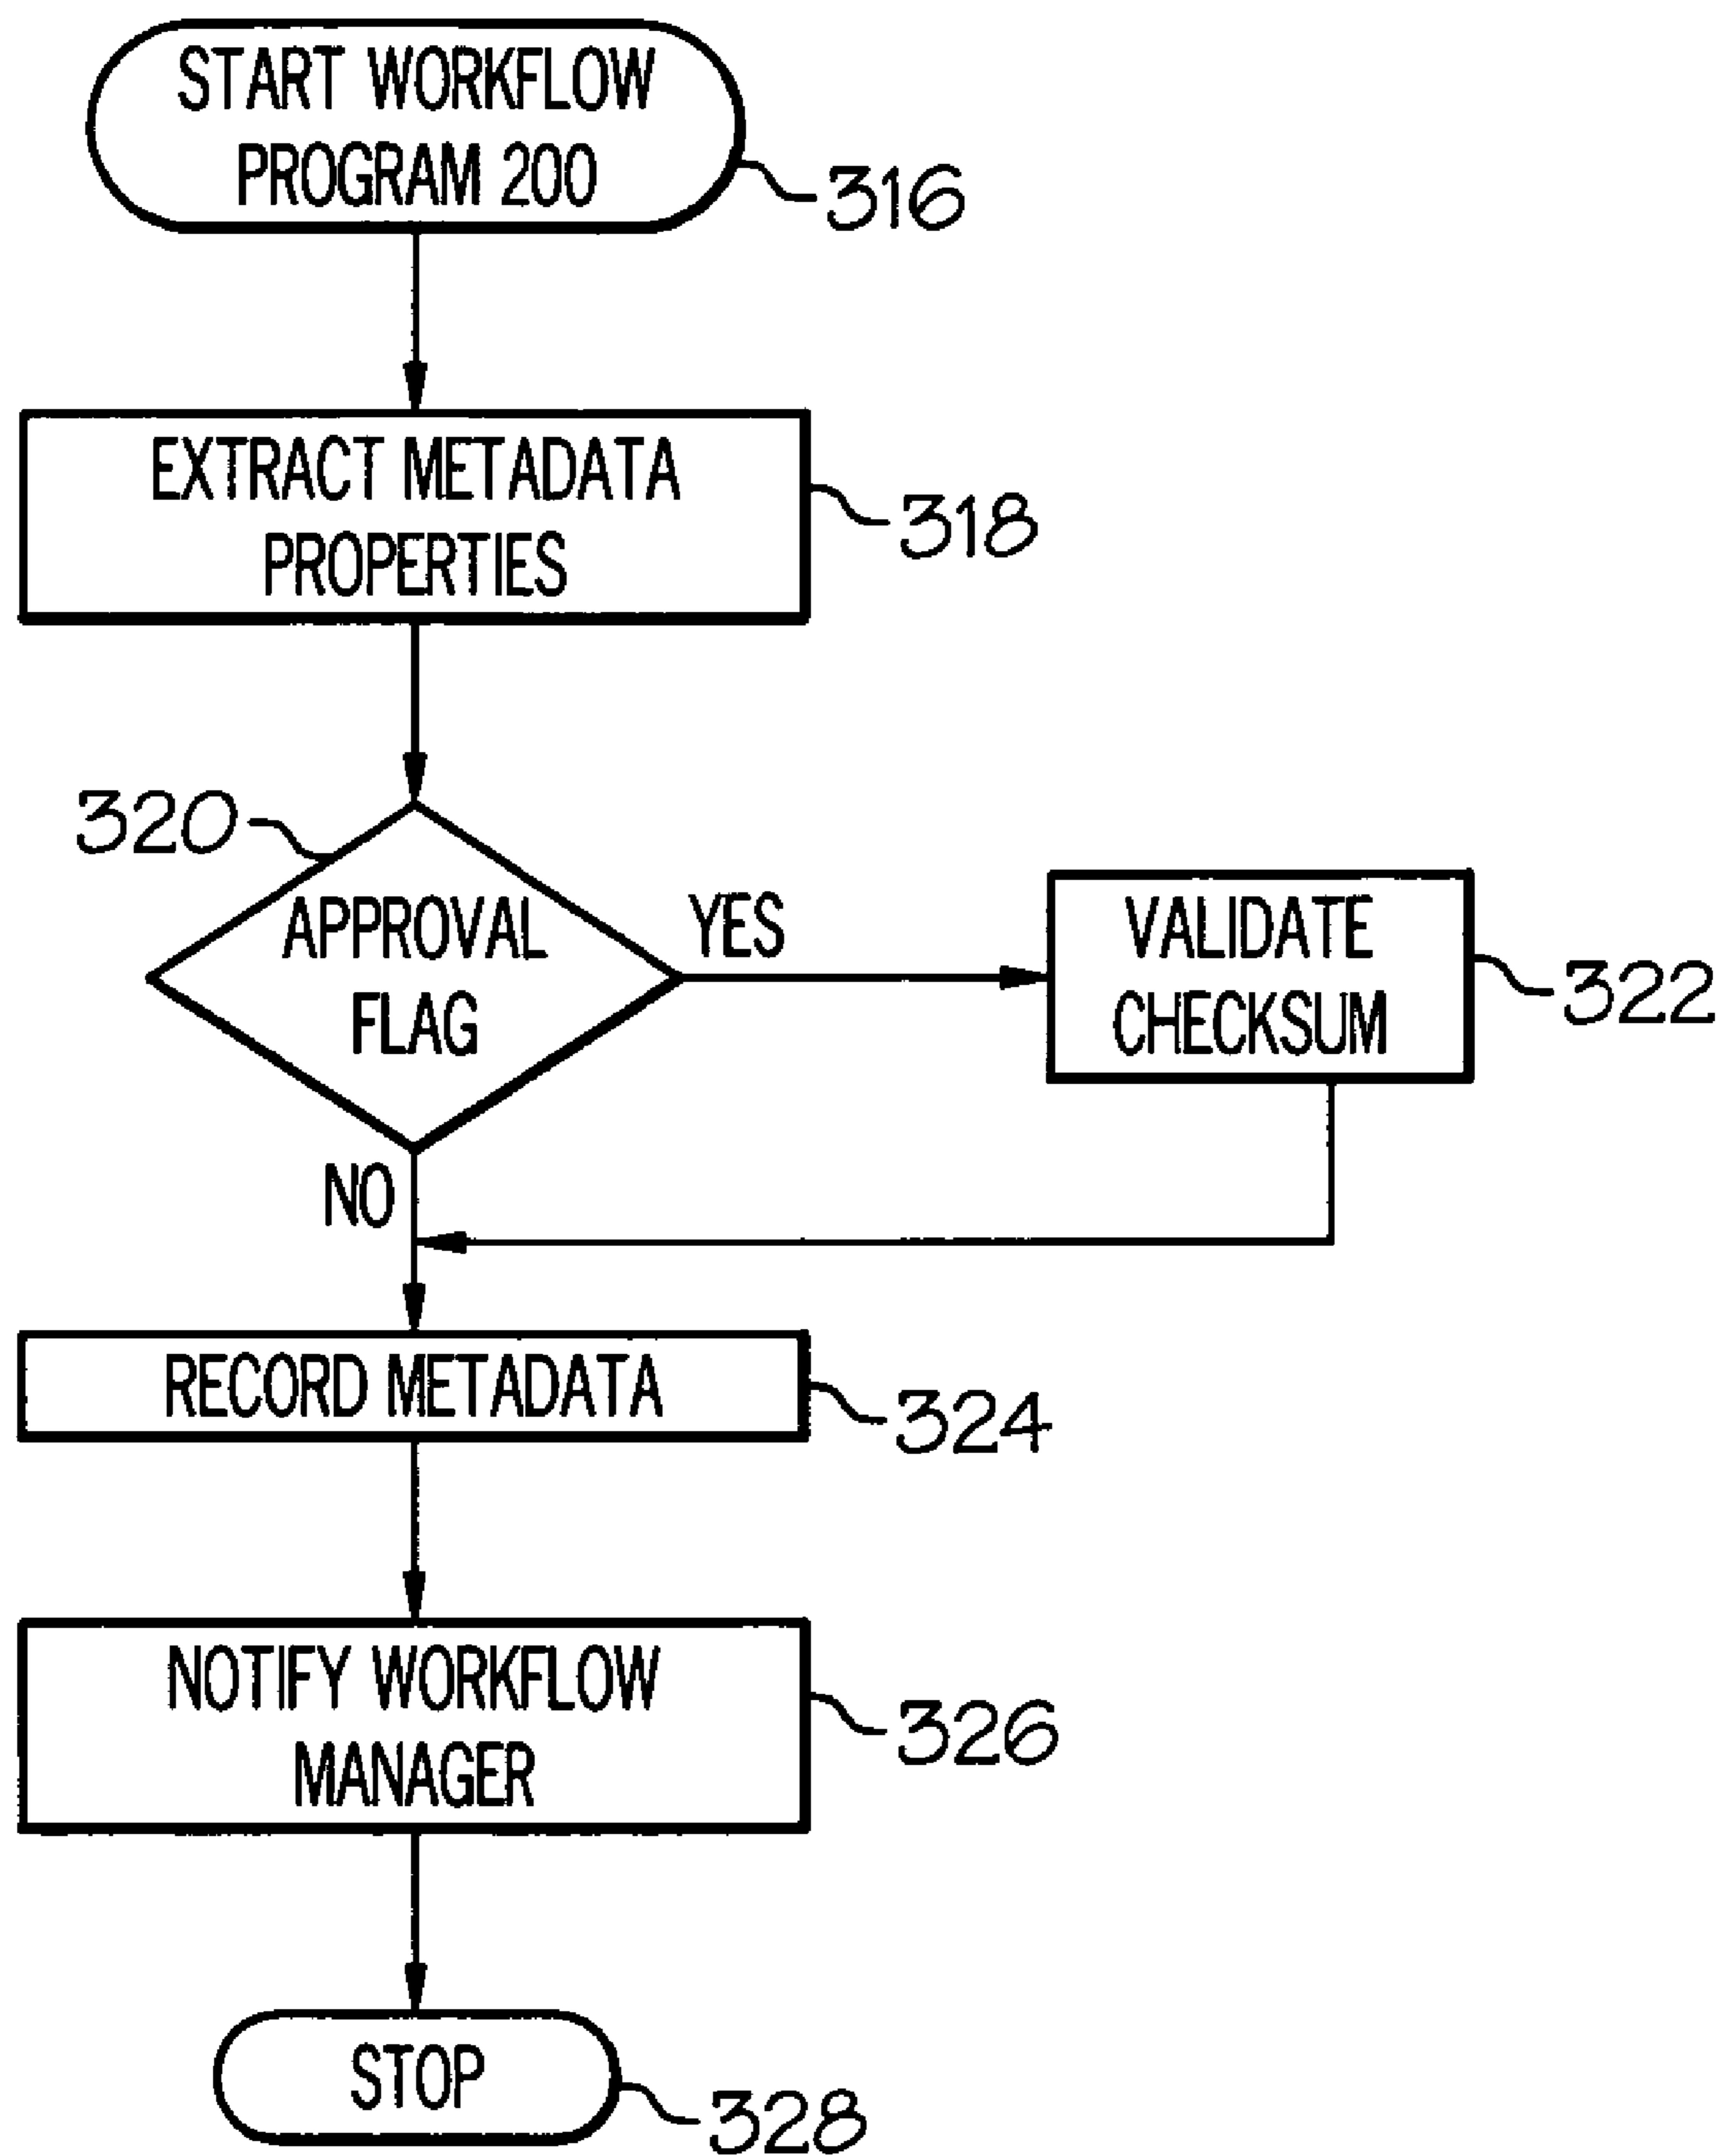 START WORKFLOW
PROGRAM 200
316
EXTRACT METADATA
PROPERTIES
318
320
APPROVAL
FLAG
YES
VALIDATE
CHECKSUM
322
NO
RECORD METADATA
324
NOTIFY WORKFLOW
MANAGER
326
STOP
328